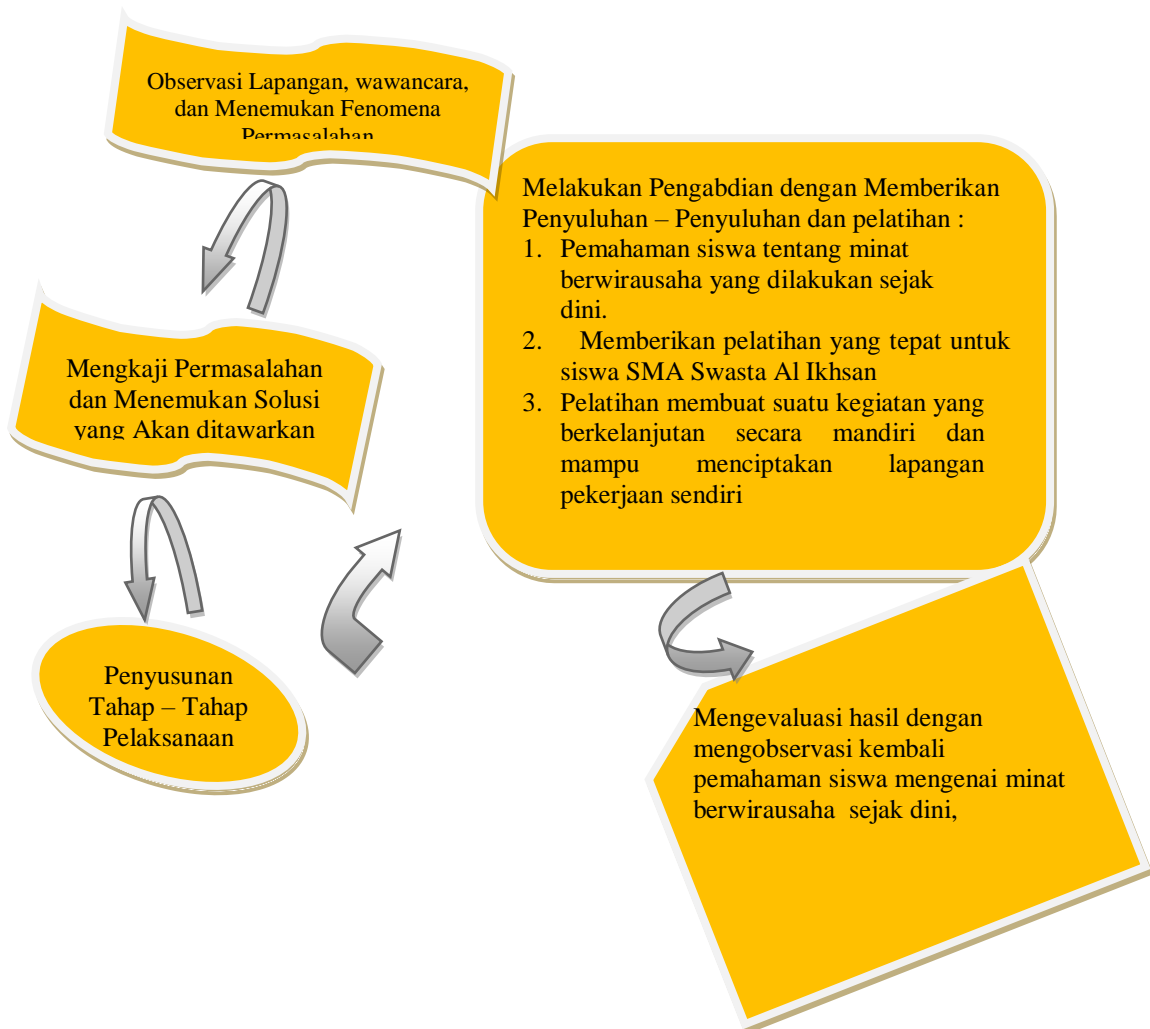 Observasi Lapangan, wawancara,
dan Menemukan Fenomena
Permasalahan
Mengkaji Permasalahan
dan Menemukan Solusi
yang Akan ditawarkan
Penyusunan
Tahap – Tahap
Pelaksanaan
Melakukan Pengabdian dengan Memberikan
Penyuluhan – Penyuluhan dan pelatihan :
1. Pemahaman siswa tentang minat
berwirausaha yang dilakukan sejak
dini.
2. Memberikan pelatihan yang tepat untuk
siswa SMA Swasta Al Ikhsan
3. Pelatihan membuat suatu kegiatan yang
berkelanjutan secara mandiri dan
mampu menciptakan lapangan
pekerjaan sendiri
Mengevaluasi hasil dengan
mengobservasi kembali
pemahaman siswa mengenai minat
berwirausaha sejak dini,